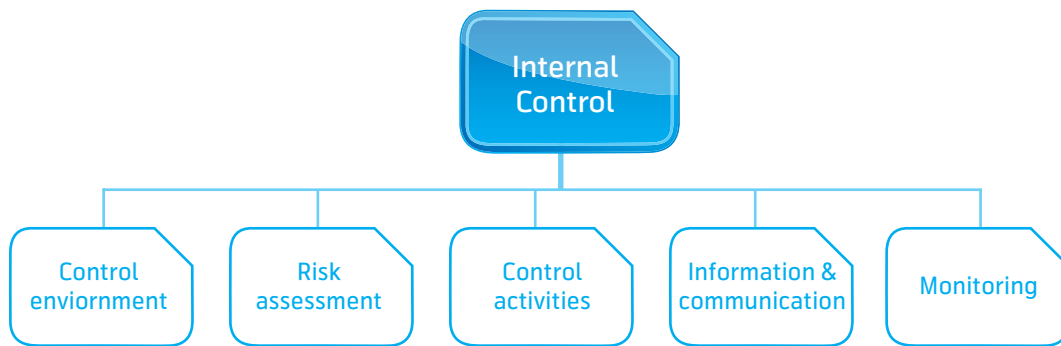 Internal
Control
Control
enviornment
Risk
assessment
Control
activities
Information &
communication
Monitoring